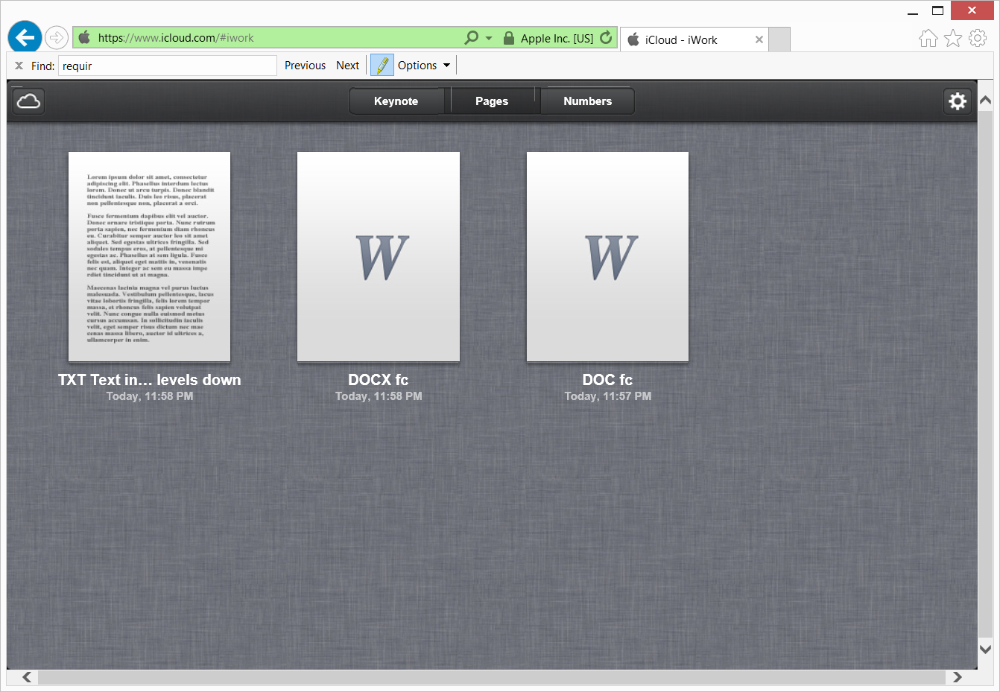 https://www.icloud.com/#iwork
Apple Inc. [US]
iCloud - iWork
Find:
requir
Previous
Next
Options
Keynote
Pages
Numbers
Lorem ipsum dolor sit amet, consectetur
adipiscing elit. Phasellus interdum lectus
lorem. Donec ut arcu turpis. Donec blandit
tincidunt iaculis. Duis leo risus, placerat
non pellentesque non, placerat a orci.
Fusce fermentum dapibus elit vel auctor.
Donec ornare tristique porta. Nunc rutrum
porta sapien, nec fermentum diam rhoncus
eu. Curabitur semper auctor leo sit amet
aliquet. Sed egestas ultrices fringilla. Sed
sodales tempus eros, at pellentesque mi
egestas ac. Phasellus at sem ligula. Fusce
felis est, aliquet eget mattis in, venenatis
nec quam. Integer ac sem eu massa impe
rdiet tincidunt ut at magna.
Maecenas lacinia magna vel purus luctus
malesuada. Vestibulum pellentesque, lacus
vitae lobortis fringilla, felis lorem tempor
massa, et rhoncus felis sapien volutpat
velit. Nunc congue nulla euismod metus
cursus accumsan. In sollicitudin iaculis
velit, eget semper risus dictum nec mae
cenas massa libero, auctor id ultrices a,
ullamcorper in enim.
W
W
TXT Text in... levels down
Today, 11:58 PM
DOCX fc
Today, 11:58 PM
DOC fc
Today, 11:57 PM